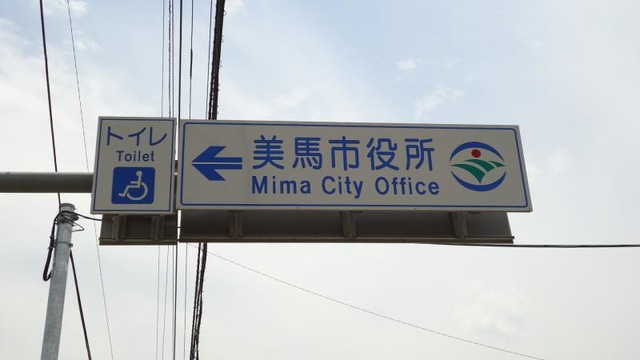 トイレ
Toilet
美馬市役所
Mima City Office